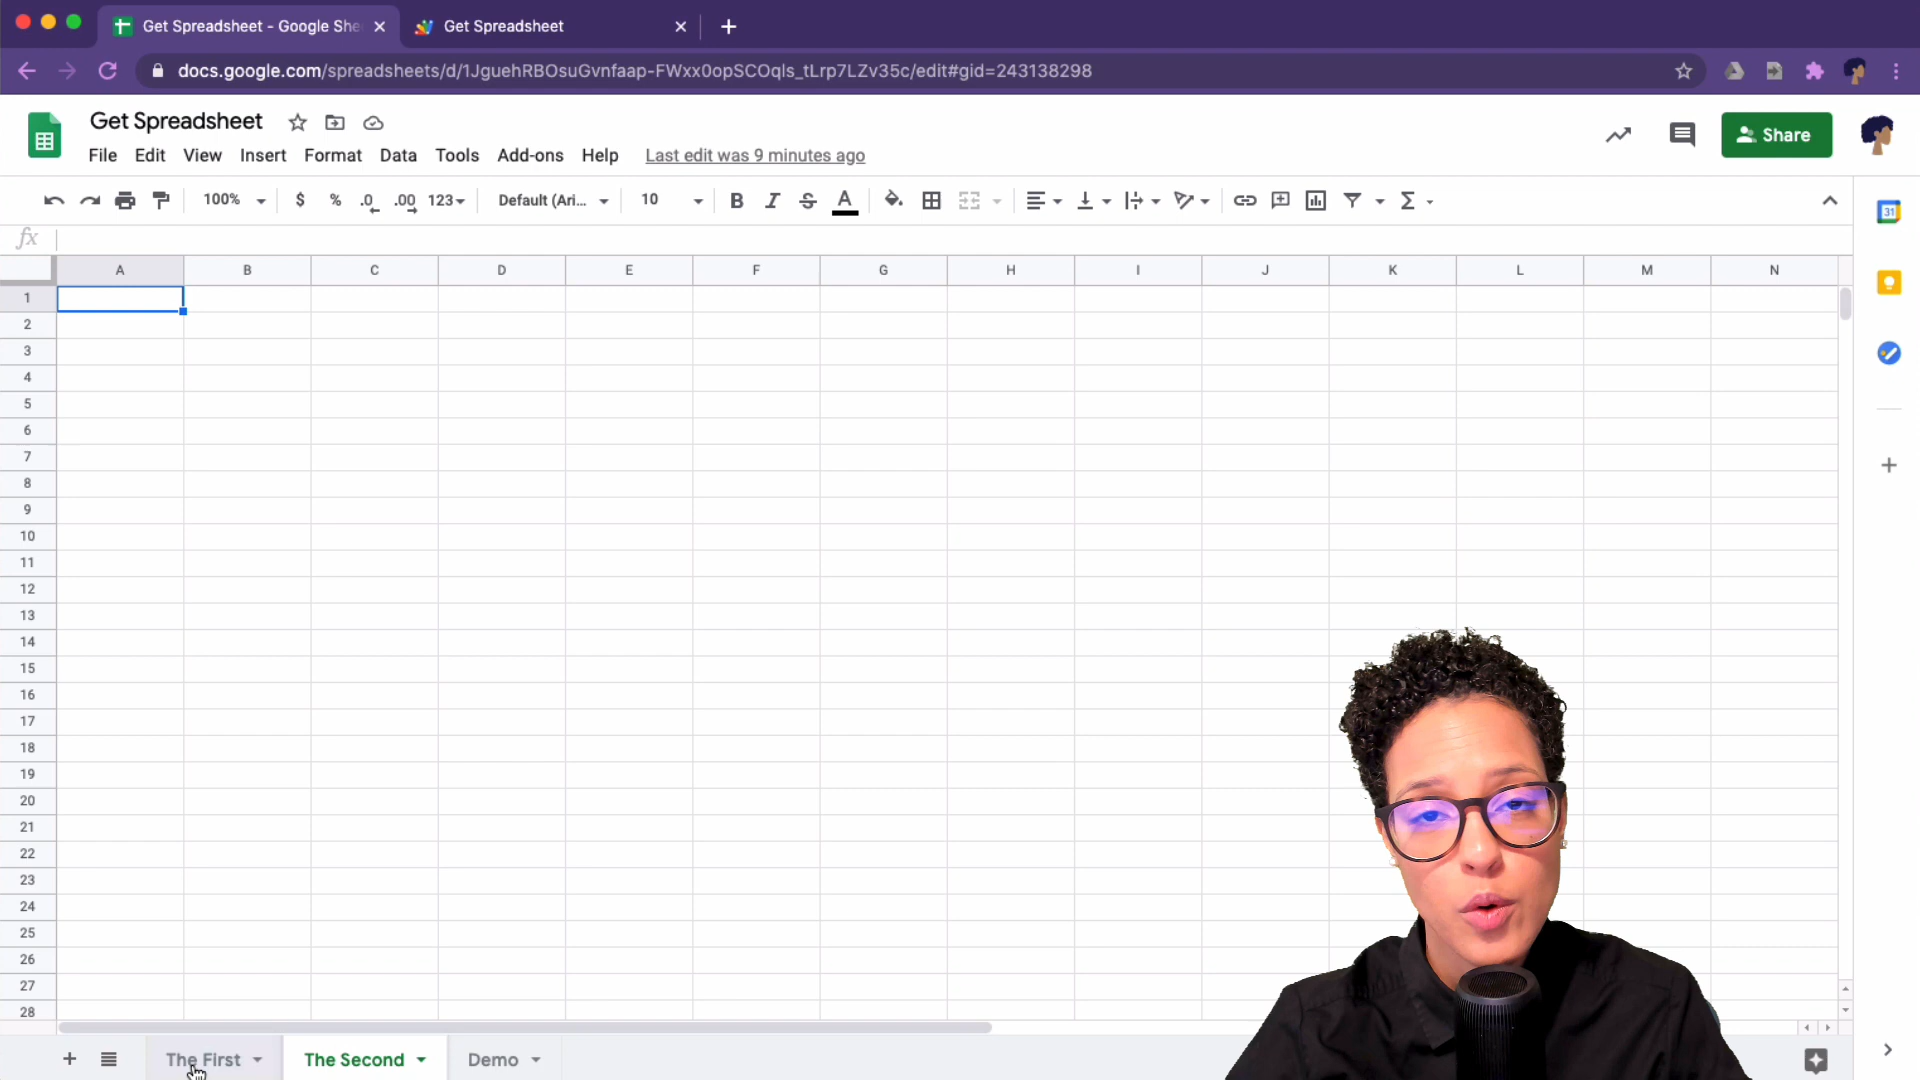 Get Spreadsheet - Google She
Get Spreadsheet
docs.google.com/spreadsheets/d/1JguehRBOsuGvnfaap-FWxx0opSCOqls_tLrp7LZv35c/edit#gid=243138298
Get Spreadsheet
File Edit View Insert Format Data Tools Add-ons Help Last edit was 9 minutes ago
Share
100% $ % .0 .00 123 Default (Ari... 10 B I S A Σ
31
fx
A B C D E F G H I J K L M N
1
2
3
4
5
6
7
8
9
10
11
12
13
14
15
16
17
18
19
20
21
22
23
24
25
26
27
28
The First The Second Demo